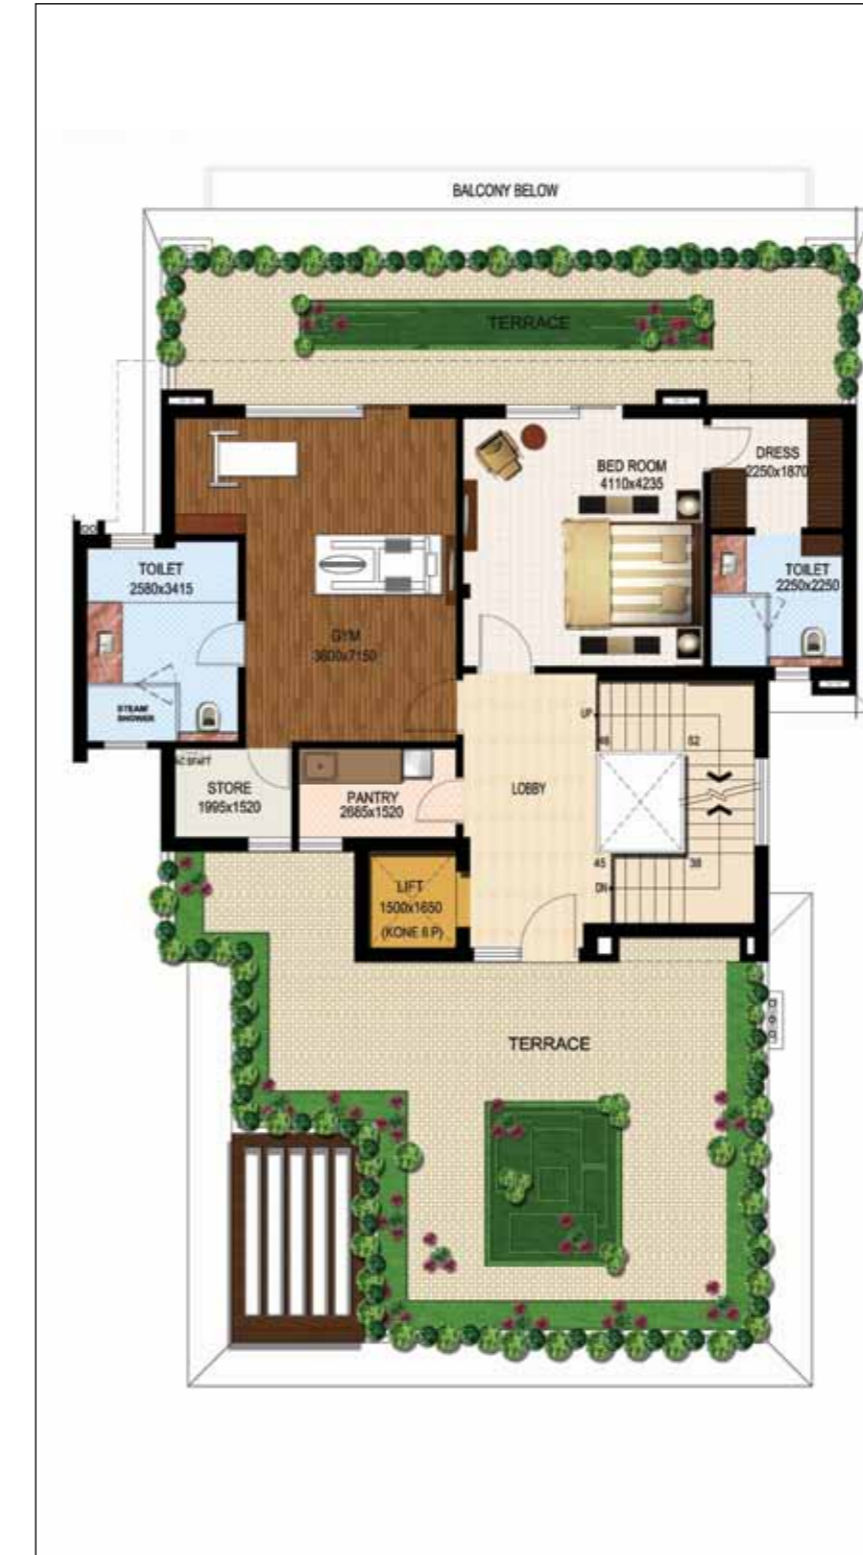 BALCONY BELOW
TERRACE
DRESS
2250x1870
BED ROOM
4110x4235
TOILET
2580x3415
TOILET
2250x2250
GYM
3600x7150
STEAM
SHOWER
UP
46
52
STORE
1995x1520
PANTRY
2685x1520
LOBBY
45
38
DN
LIFT
1500x1650
(KONE 6 P)
TERRACE